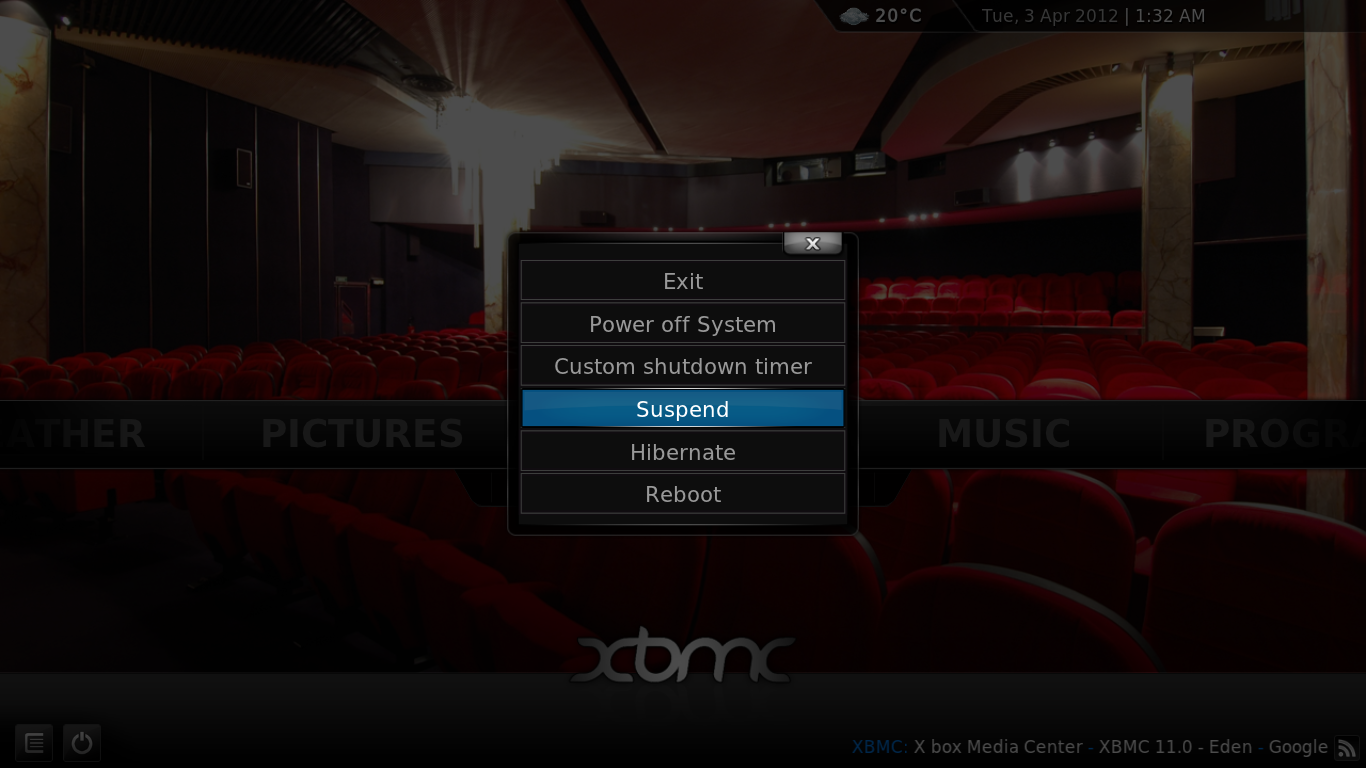 20°C
Tue, 3 Apr 2012 | 1:32 AM
x
Exit
Power off System
Custom shutdown timer
Suspend
Hibernate
Reboot
ATHER PICTURES MUSIC PROGRA
xbmc
XBMC: X box Media Center - XBMC 11.0 - Eden - Google